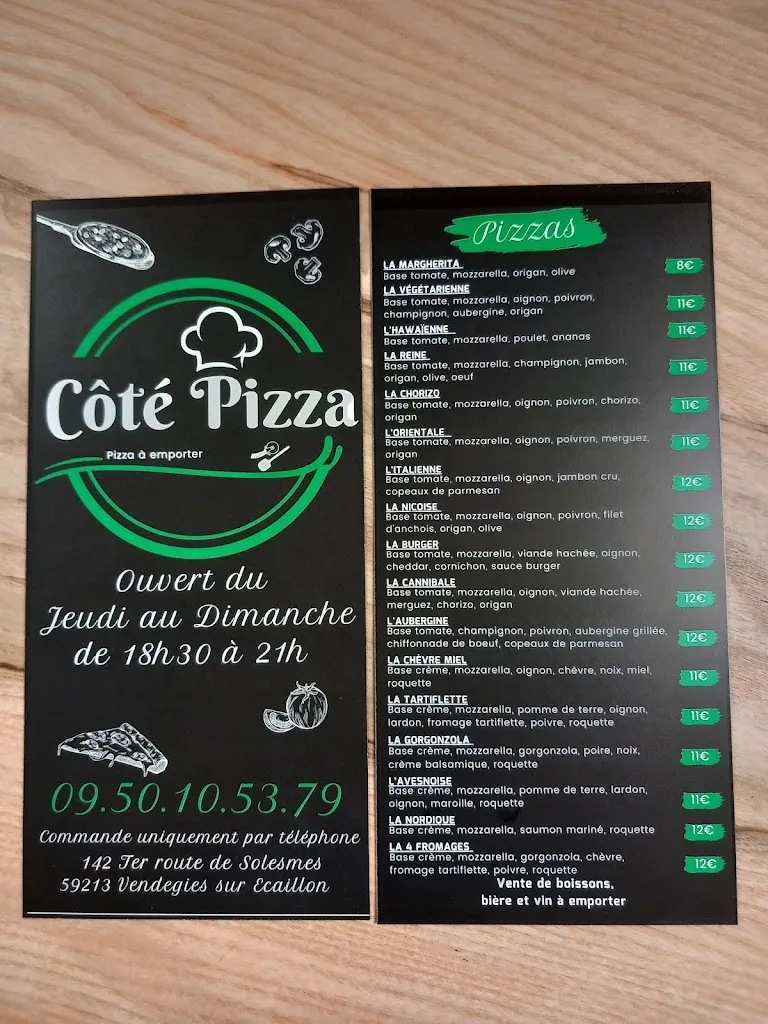 Côté Pizza
Pizza à emporter
Ouvert du
Jeudi au Dimanche
de 18h30 à 21h
09.50.10.53.79
Commande uniquement par téléphone
142 Ter route de Solesmes
59213 Vendegies sur Ecaillon
Pizzas
LA MARGHERITA
Base tomate, mozzarella, origan, olive 8€
LA VÉGÉTARIENNE
Base tomate, mozzarella, oignon, poivron,
champignon, aubergine, origan 11€
L'HAWAÏENNE 11€
Base tomate, mozzarella, poulet, ananas
LA REINE
Base tomate, mozzarella, champignon, jambon,
origan, olive, oeuf 11€
LA CHORIZO
Base tomate, mozzarella, oignon, poivron, chorizo, 11€
origan
L'ORIENTALE
Base tomate, mozzarella, oignon, poivron, merguez, 11€
origan
L'ITALIENNE
Base tomate, mozzarella, oignon, jambon cru, 12€
copeaux de parmesan
LA NIÇOISE
Base tomate, mozzarella, oignon, poivron, filet 12€
d'anchois, origan, olive
LA BURGER
Base tomate, mozzarella, viande hachée, oignon, 12€
cheddar, cornichon, sauce burger
LA CANNIBALE
Base tomate, mozzarella, oignon, viande hachée, 12€
merguez, chorizo, origan
L'AUBERGINE
Base tomate, champignon, poivron, aubergine grillée, 12€
chiffonnade de boeuf, copeaux de parmesan
LA CHÈVRE MIEL
Base crème, mozzarella, oignon, chèvre, noix, miel, 11€
roquette
LA TARTIFLETTE
Base crème, mozzarella, pomme de terre, oignon, 11€
lardon, fromage tartiflette, poivre, roquette
LA GORGONZOLA
Base crème, mozzarella, gorgonzola, poire, noix, 11€
crème balsamique, roquette
L'AVESNOISE
Base crème, mozzarella, pomme de terre, lardon,
oignon, maroille, roquette 11€
LA NORDIQUE
Base crème, mozzarella, saumon mariné, roquette 12€
LA 4 FROMAGES
Base crème, mozzarella, gorgonzola, chèvre, 12€
fromage tartiflette, poivre, roquette
Vente de boissons,
bière et vin à emporter